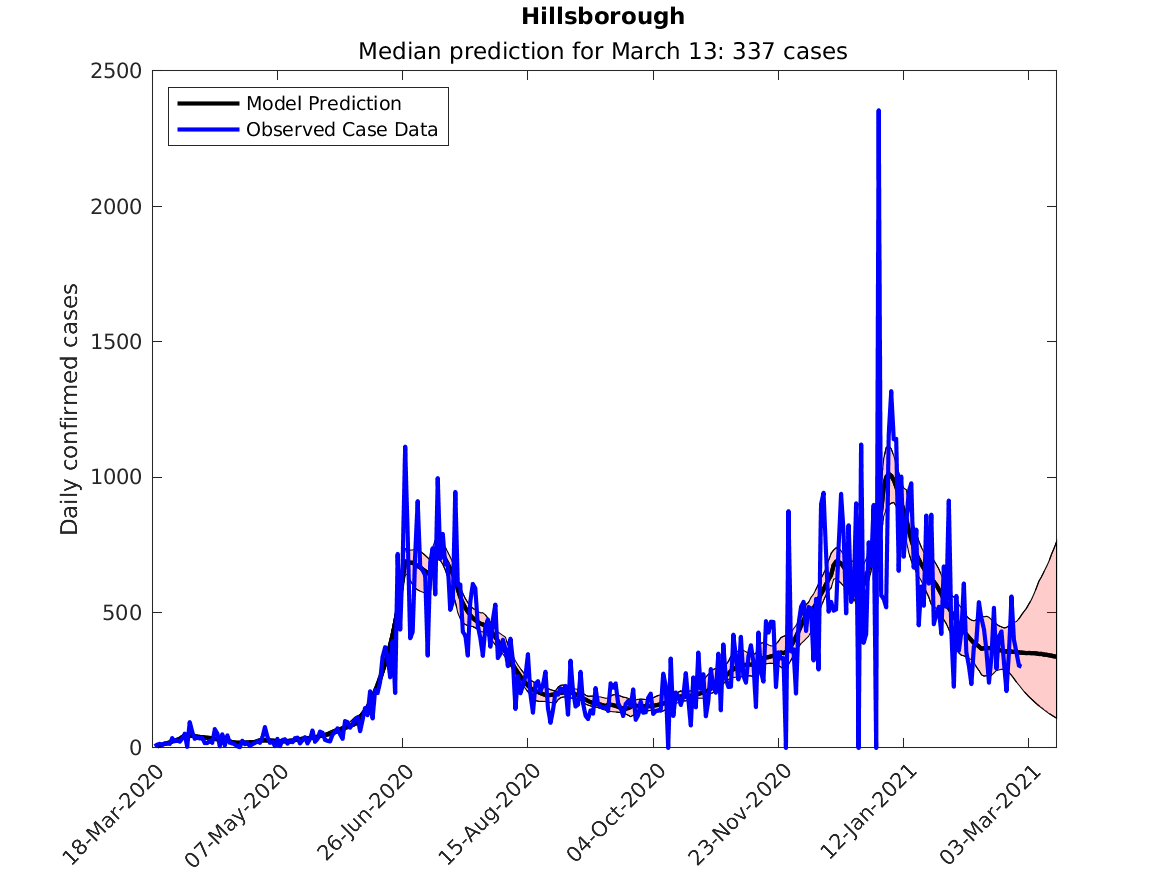 Hillsborough
Median prediction for March 13: 337 cases
2500
2000
1500
1000
500
0
Daily confirmed cases
Model Prediction
Observed Case Data
18-Mar-2020
07-May-2020
26-Jun-2020
15-Aug-2020
04-Oct-2020
23-Nov-2020
12-Jan-2021
03-Mar-2021